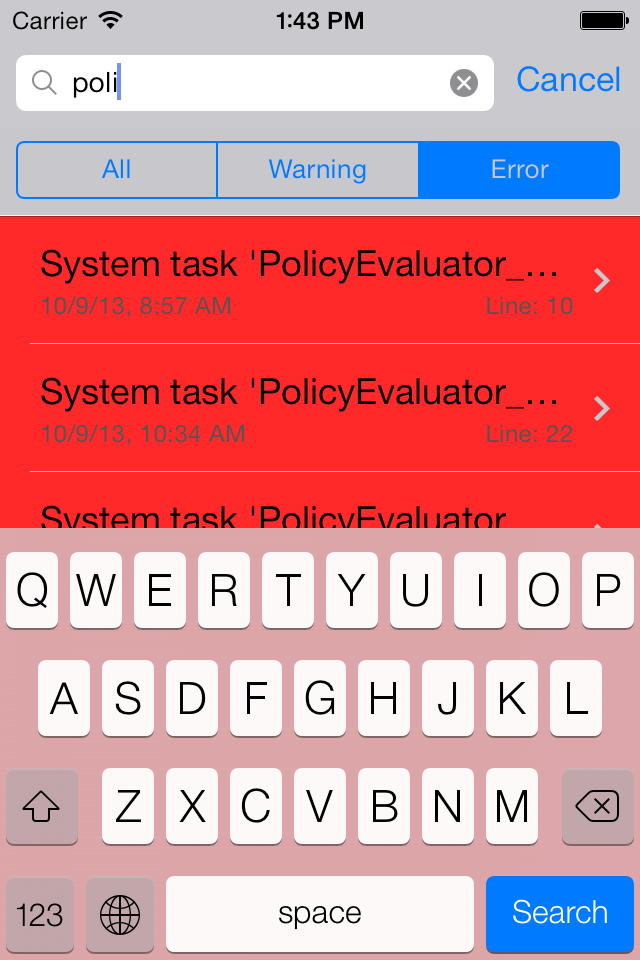 Carrier 1:43 PM
poli Cancel
All Warning Error
System task 'PolicyEvaluator_...
10/9/13, 8:57 AM Line: 10
System task 'PolicyEvaluator_...
10/9/13, 10:34 AM Line: 22
System task 'PolicyEvaluator
Q W E R T Y U I O P
A S D F G H J K L
Z X C V B N M
123 space Search